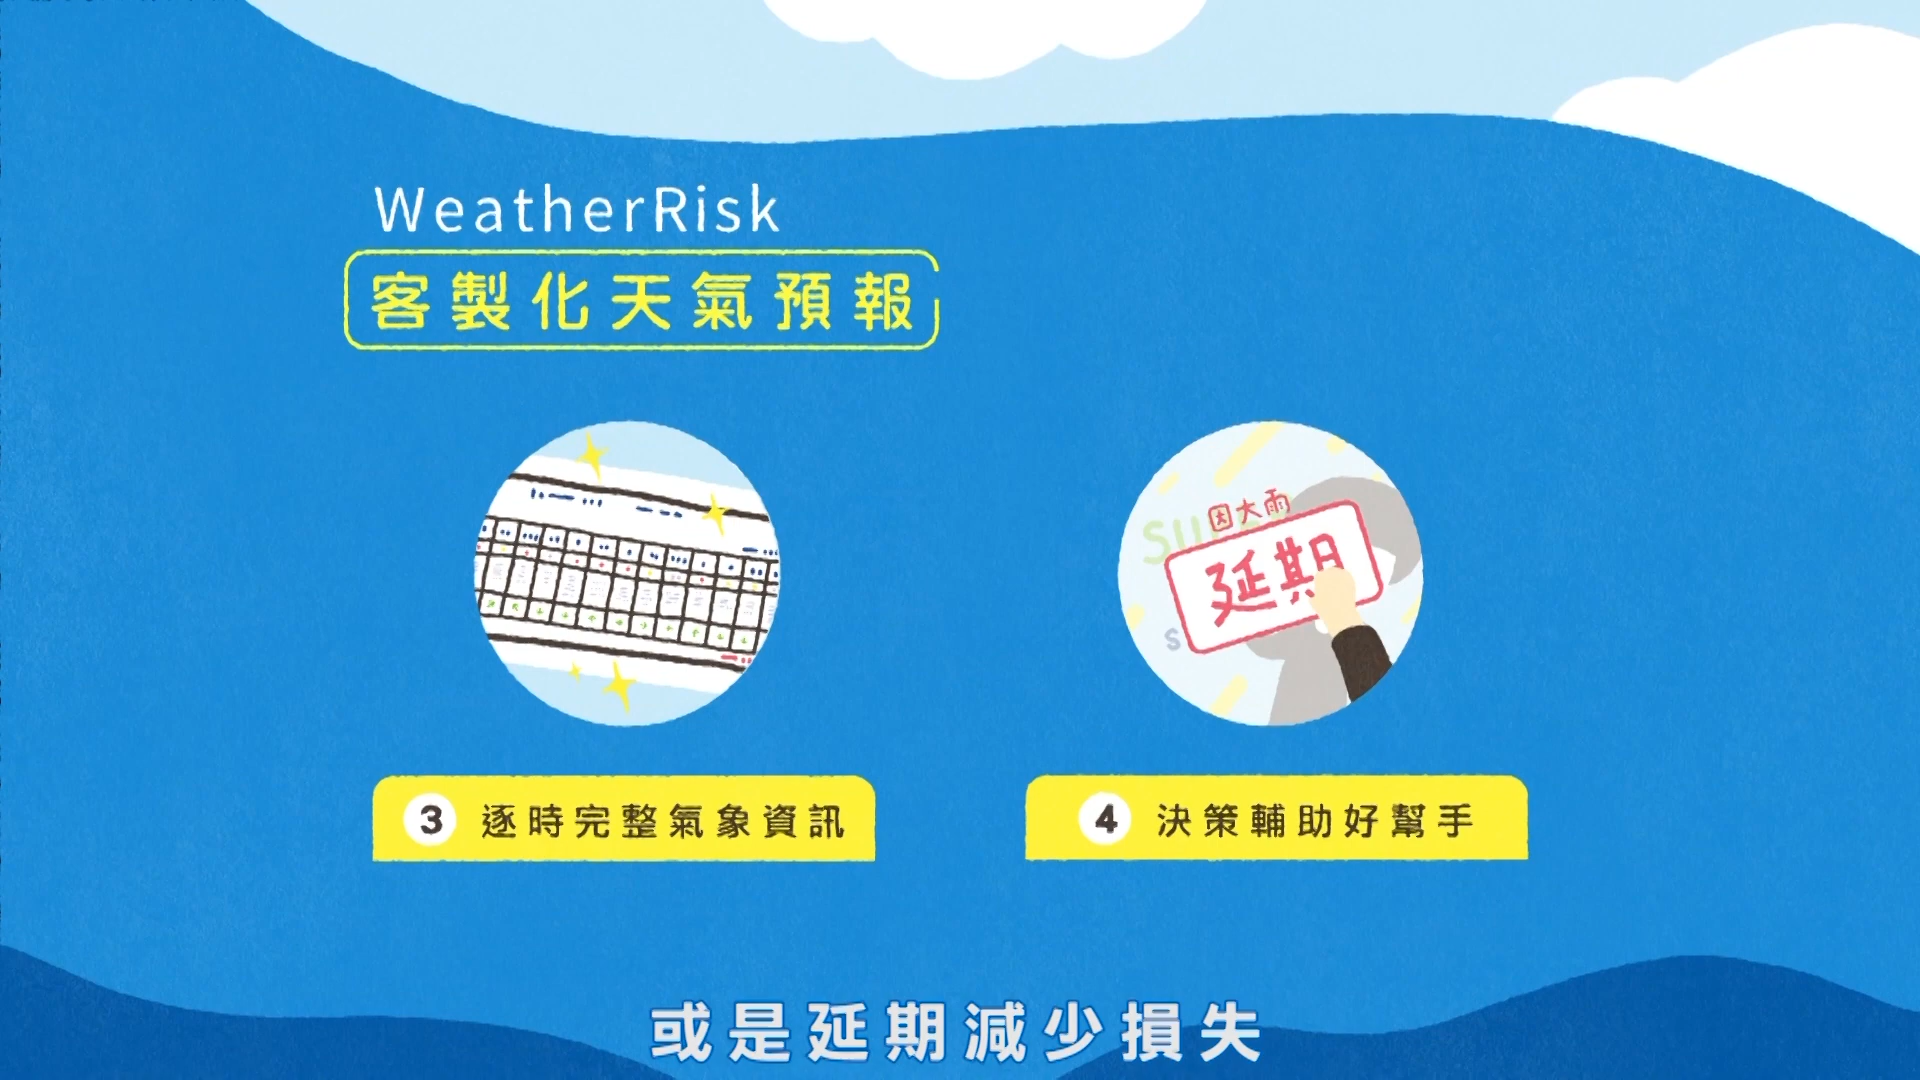 WeatherRisk
客製化天氣預報
因大雨
延期
3 逐時完整氣象資訊
4 決策輔助好幫手
或是延期減少損失